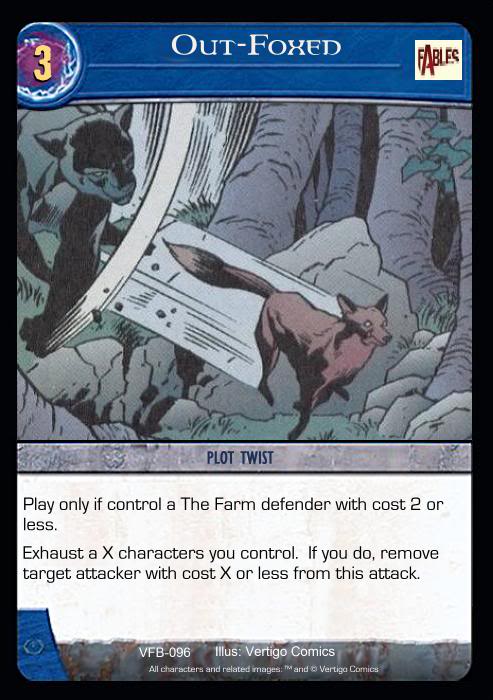 3
Out-Foxed
FABLES
PLOT TWIST
Play only if control a The Farm defender with cost 2 or
less.
Exhaust a X characters you control. If you do, remove
target attacker with cost X or less from this attack.
VFB-096 Illus: Vertigo Comics
All characters and related images: ™ and © Vertigo Comics